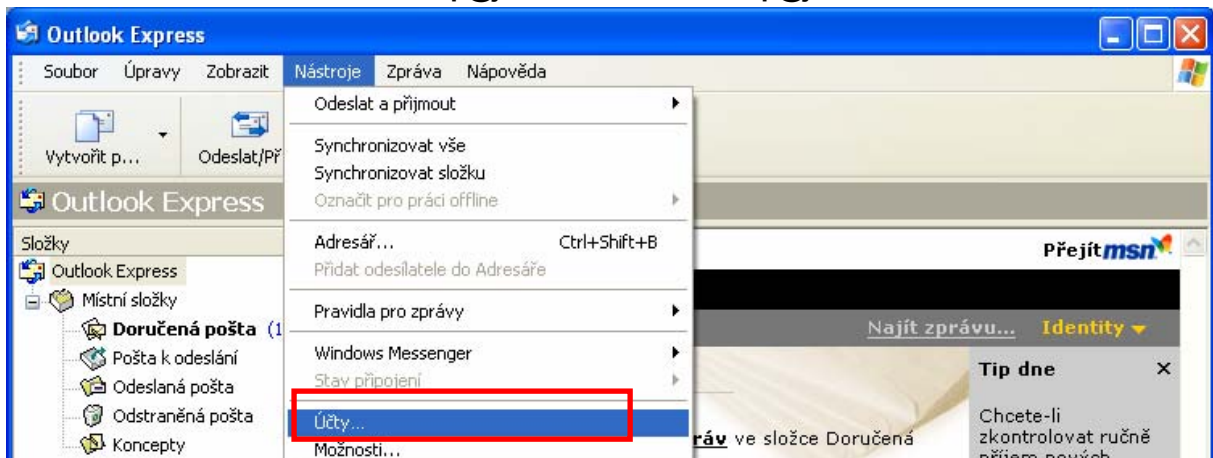 Outlook Express
Soubor Úpravy Zobrazit Nástroje Zpráva Nápověda
Vytvořit p... Odeslat/Př
Odeslat a přijmout
Synchronizovat vše
Synchronizovat složku
Označit pro práci offline
Adresář... Ctrl+Shift+B
Přidat odesílatele do Adresáře
Pravidla pro zprávy
Windows Messenger
Stav připojení
Účty...
Možnosti...
Outlook Express
Složky
Outlook Express
Místní složky
Doručená pošta (1
Pošta k odeslání
Odeslaná pošta
Odstraněná pošta
Koncepty
Přejít msn
Najít zprávu... Identity
ráv ve složce Doručená
Tip dne x
Chcete-li
zkontrolovat ručně
příjem nových